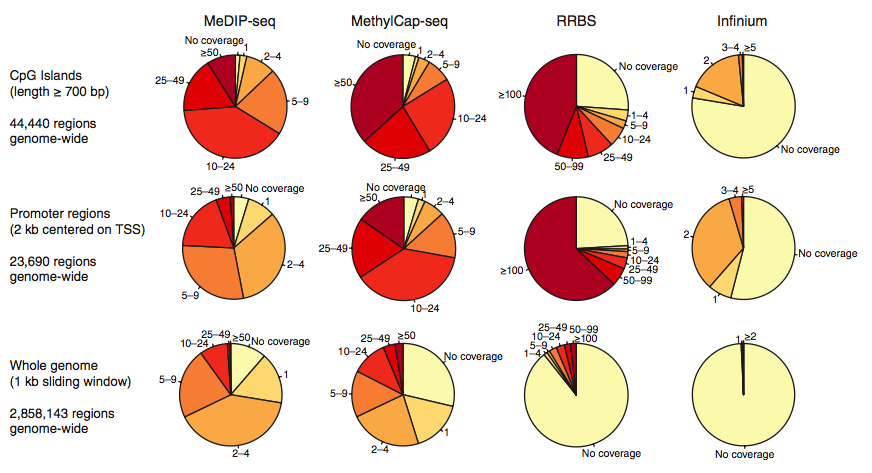 MeDIP-seq MethylCap-seq RRBS Infinium
CpG Islands
(length ≥ 700 bp)
44,440 regions
genome-wide
No coverage
1
2–4
5–9
10–24
25–49
≥50
No coverage
1
2–4
5–9
10–24
25–49
≥50
No coverage
1–4
5–9
10–24
25–49
50–99
≥100
No coverage
1
2
3–4
≥5
Promoter regions
(2 kb centered on TSS)
23,690 regions
genome-wide
No coverage
1
2–4
5–9
10–24
25–49
≥50
No coverage
1
2–4
5–9
10–24
25–49
≥50
No coverage
1–4
5–9
10–24
25–49
50–99
≥100
No coverage
1
2
3–4
≥5
Whole genome
(1 kb sliding window)
2,858,143 regions
genome-wide
No coverage
1
2–4
5–9
10–24
25–49
≥50
No coverage
1
2–4
5–9
10–24
25–49
≥50
No coverage
1–4
5–9
10–24
25–49
50–99
≥100
No coverage
1
≥2